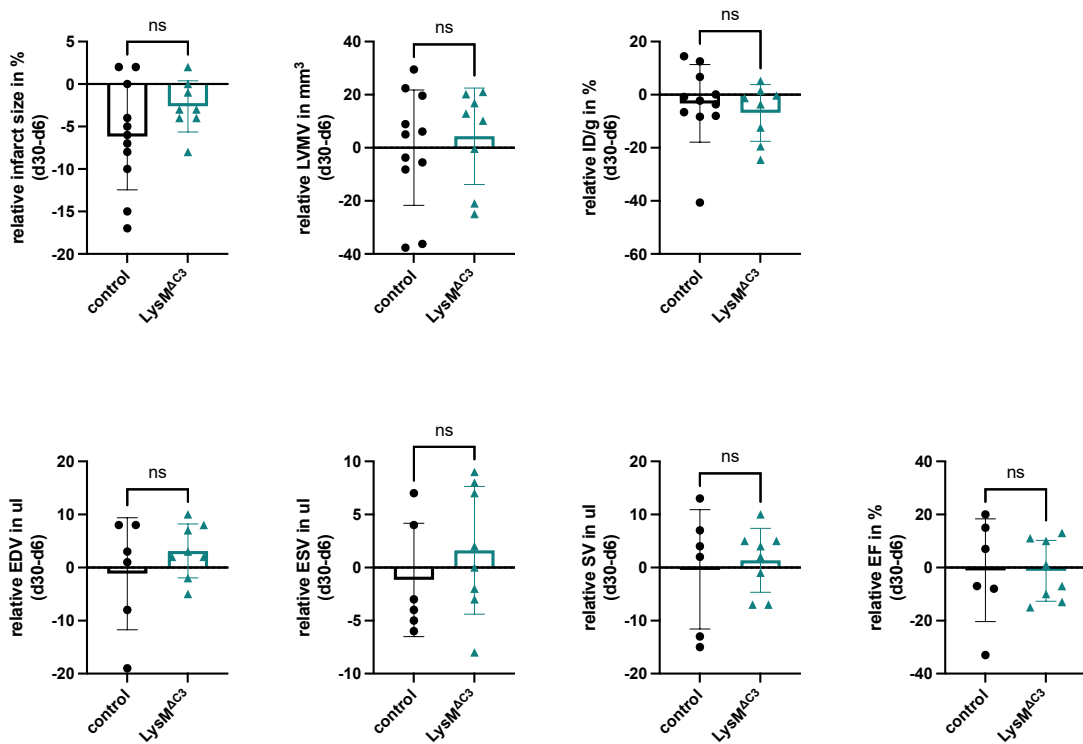 ns
relative infarct size in %
(d30-d6)
5
0
-5
-10
-15
-20
control
LysMΔC3
ns
relative LVMV in mm³
(d30-d6)
40
20
0
-20
-40
control
LysMΔC3
ns
relative ID/g in %
(d30-d6)
20
0
-20
-40
-60
control
LysMΔC3
ns
relative EDV in ul
(d30-d6)
20
10
0
-10
-20
control
LysMΔC3
ns
relative ESV in ul
(d30-d6)
10
5
0
-5
-10
control
LysMΔC3
ns
relative SV in ul
(d30-d6)
20
10
0
-10
-20
control
LysMΔC3
ns
relative EF in %
(d30-d6)
40
20
0
-20
-40
control
LysMΔC3